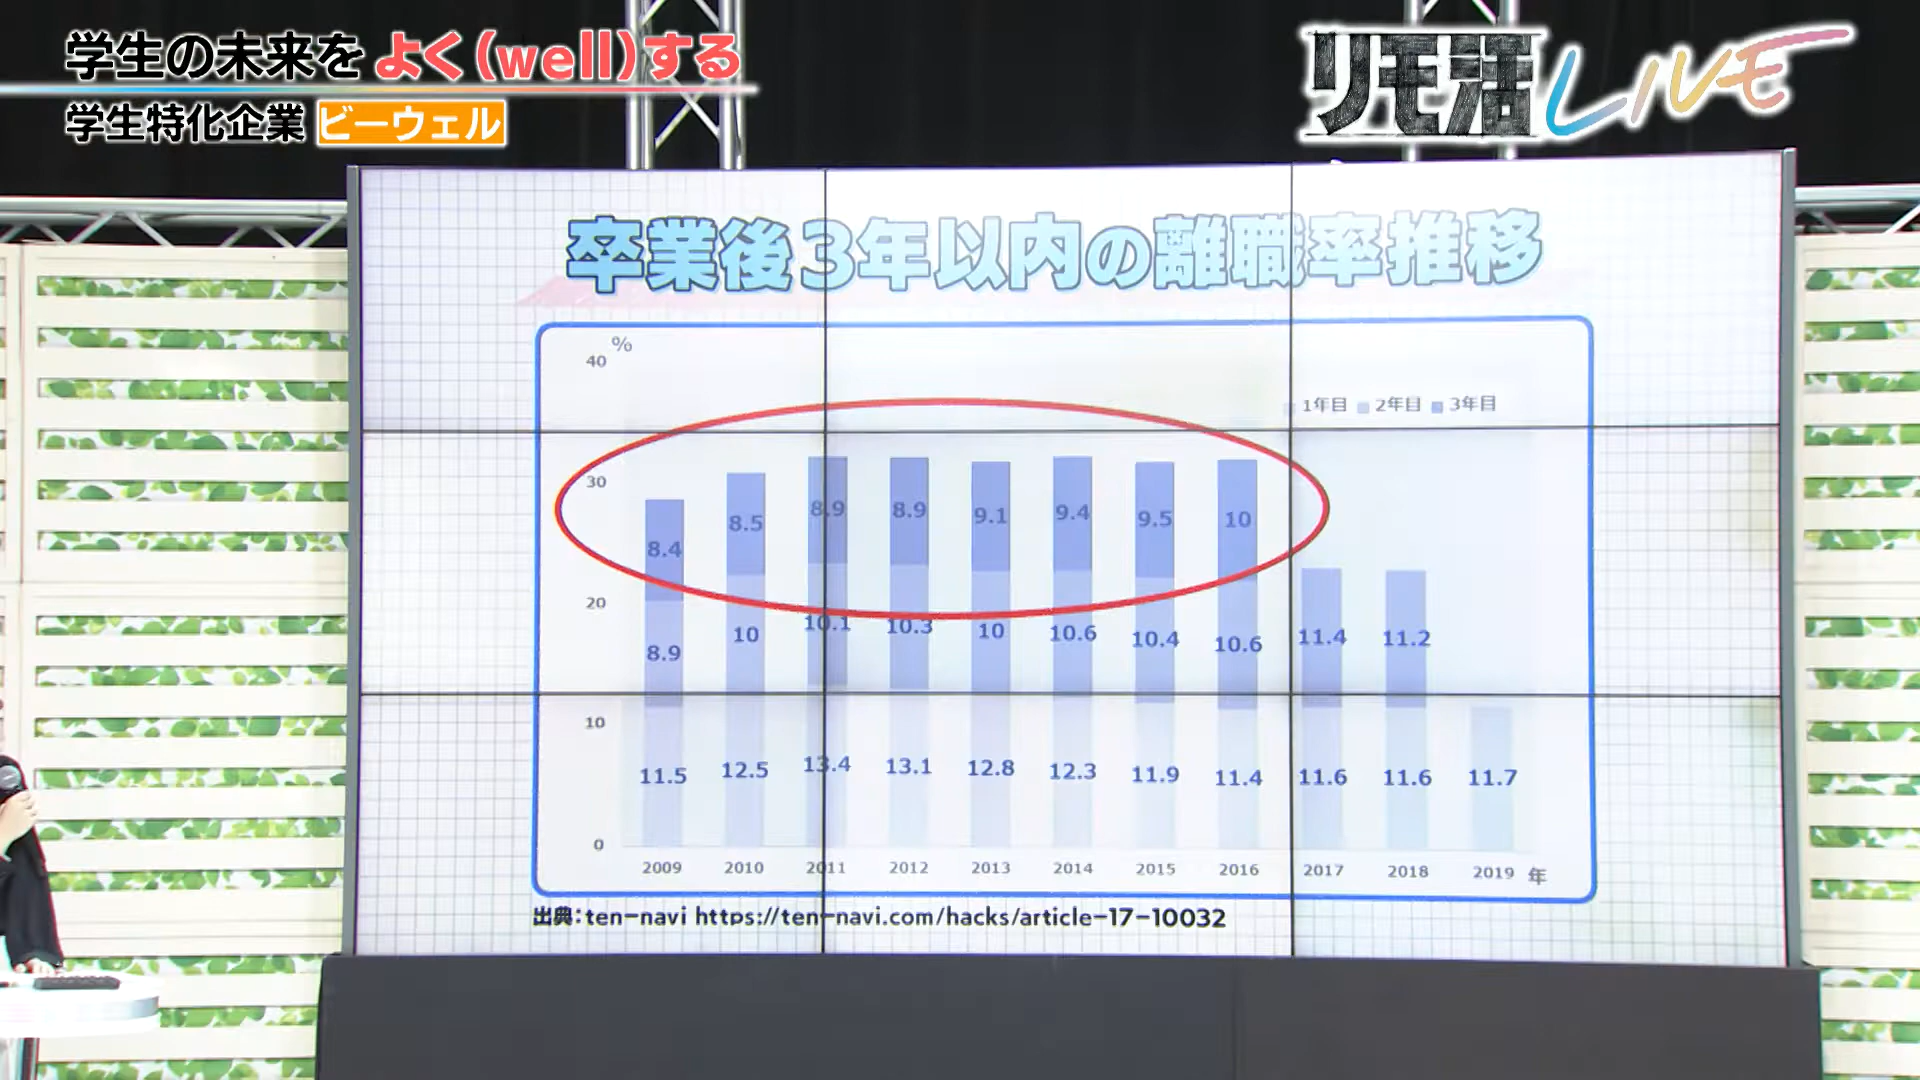 学生の未来を よく(well)する
学生特化企業 ビーウェル
リモ活LIVE
卒業後3年以内の離職率推移
%
40
1年目 2年目 3年目
30
20
10
0
8.4 8.5 8.9 8.9 9.1 9.4 9.5 10
8.9 10 10.1 10.3 10 10.6 10.4 10.6 11.4 11.2
11.5 12.5 13.4 13.1 12.8 12.3 11.9 11.4 11.6 11.6 11.7
2009 2010 2011 2012 2013 2014 2015 2016 2017 2018 2019 年
出典:ten-navi https://ten-navi.com/hacks/article-17-10032